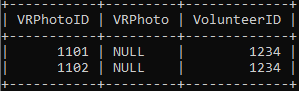 +-----------+---------+-------------+
| VRPhotoID | VRPhoto | VolunteerID |
+-----------+---------+-------------+
|      1101 | NULL    |        1234 |
|      1102 | NULL    |        1234 |
+-----------+---------+-------------+